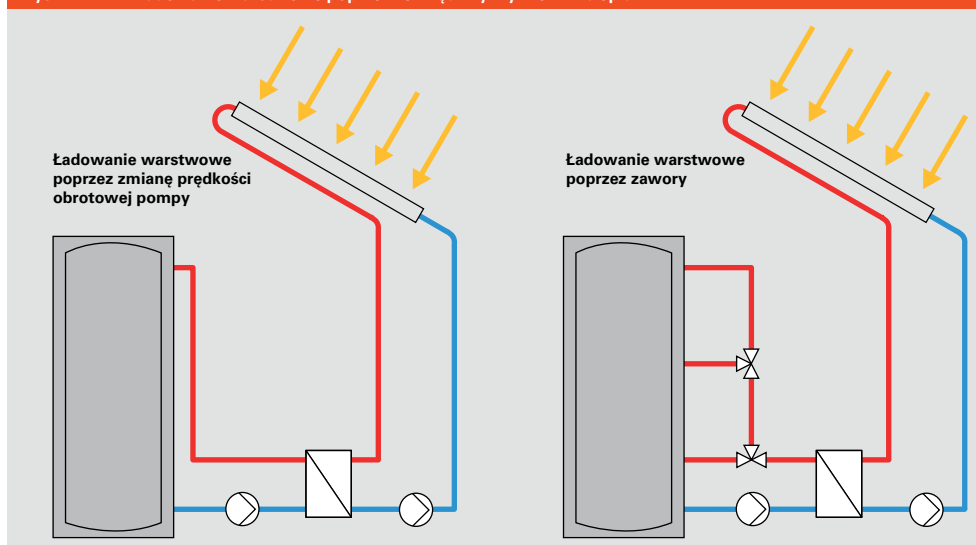 Ładowanie warstwowe
poprzez zmianę prędkości
obrotowej pompy
Ładowanie warstwowe
poprzez zawory